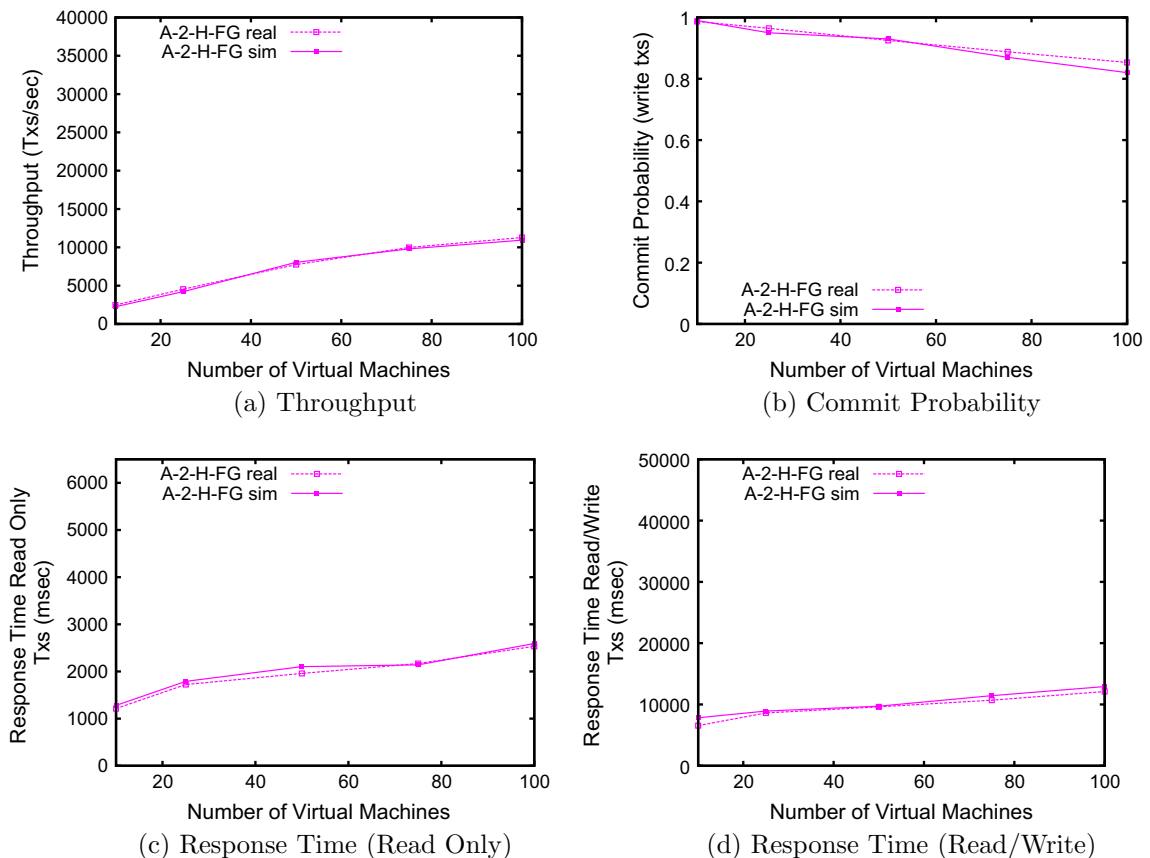 40000
35000
30000
25000
20000
15000
10000
5000
0
Throughput (Txs/sec)
A-2-H-FG real
A-2-H-FG sim
20 40 60 80 100
Number of Virtual Machines
(a) Throughput
1
0.8
0.6
0.4
0.2
0
Commit Probability (write txs)
A-2-H-FG real
A-2-H-FG sim
20 40 60 80 100
Number of Virtual Machines
(b) Commit Probability
6000
5000
4000
3000
2000
1000
0
Response Time Read Only
Txs (msec)
A-2-H-FG real
A-2-H-FG sim
20 40 60 80 100
Number of Virtual Machines
(c) Response Time (Read Only)
50000
40000
30000
20000
10000
0
Response Time Read/Write
Txs (msec)
A-2-H-FG real
A-2-H-FG sim
20 40 60 80 100
Number of Virtual Machines
(d) Response Time (Read/Write)